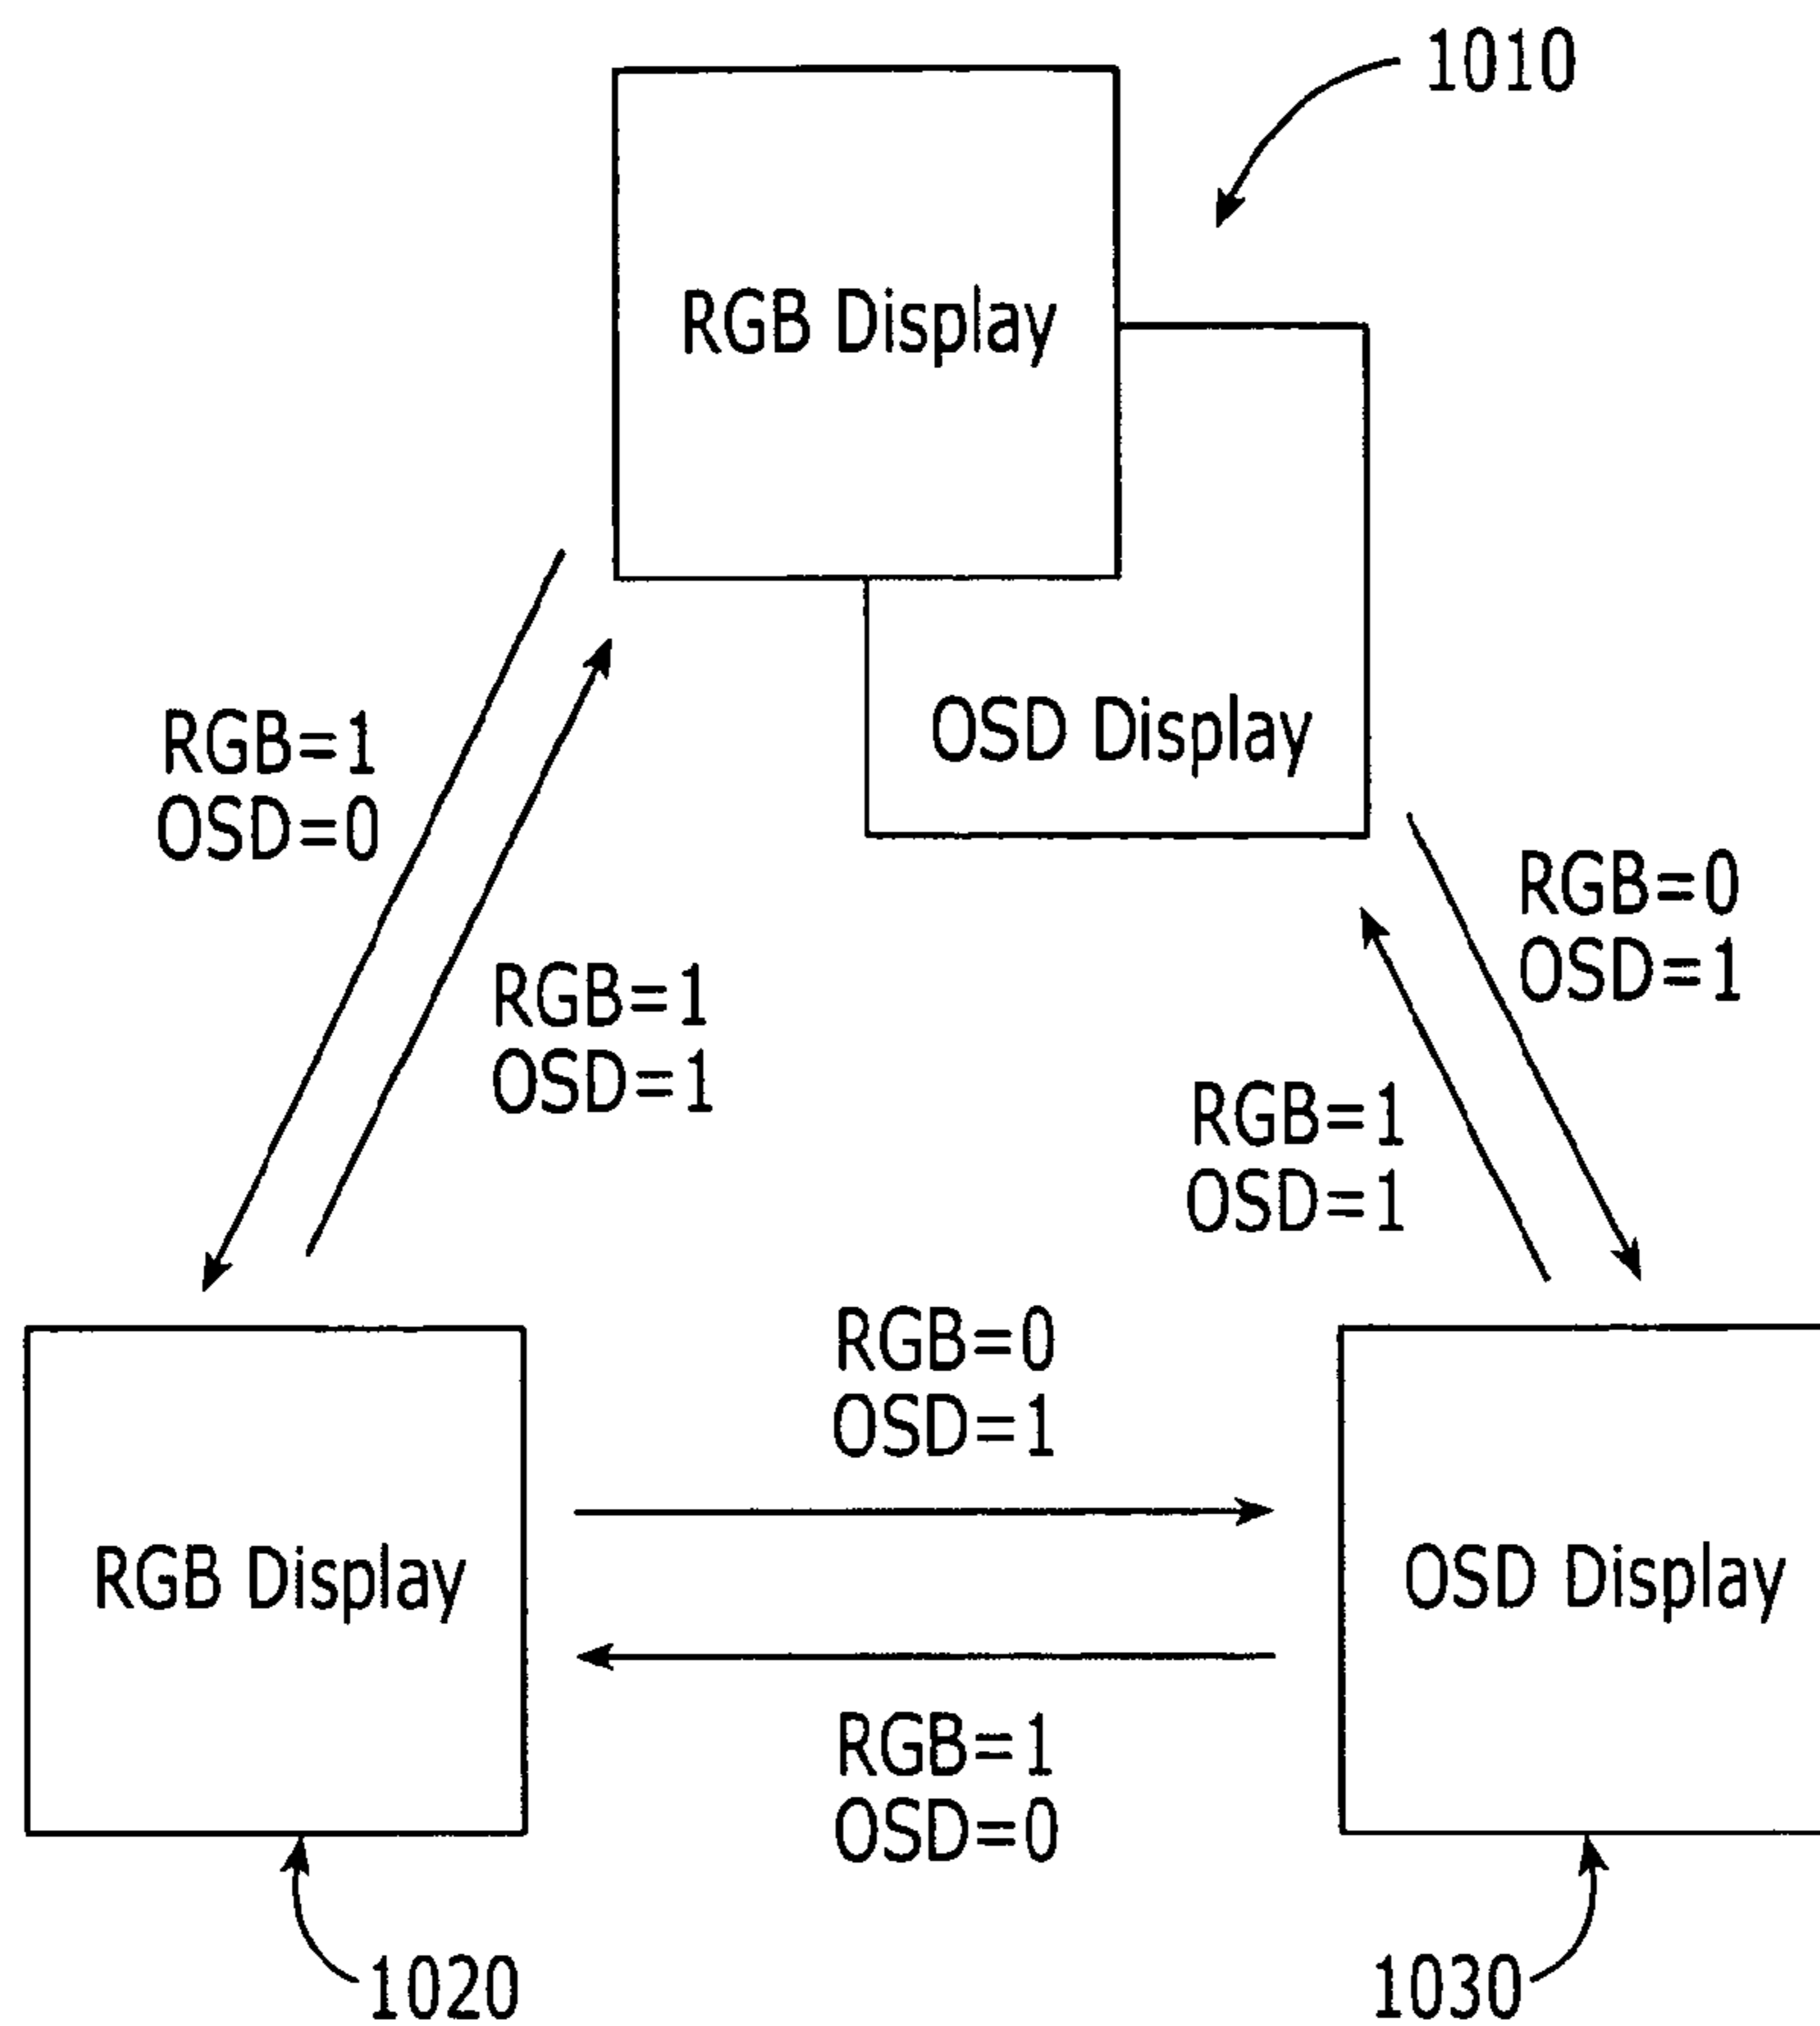 1010
RGB Display
OSD Display
RGB=1
OSD=0
RGB=0
OSD=1
RGB=1
OSD=1
RGB=1
OSD=1
RGB=0
OSD=1
RGB Display
OSD Display
RGB=1
OSD=0
1020
1030